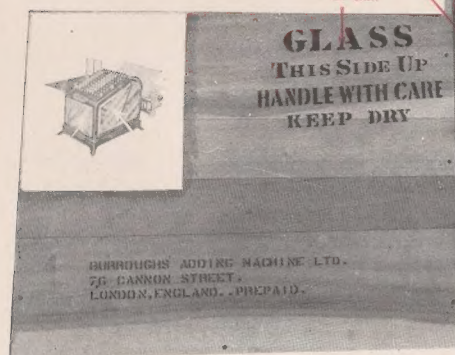 GLASS
THIS SIDE UP
HANDLE WITH CARE
KEEP DRY
BURROUGHS ADDING MACHINE LTD.
76 CANNON STREET,
LONDON,ENGLAND..PREPAID.